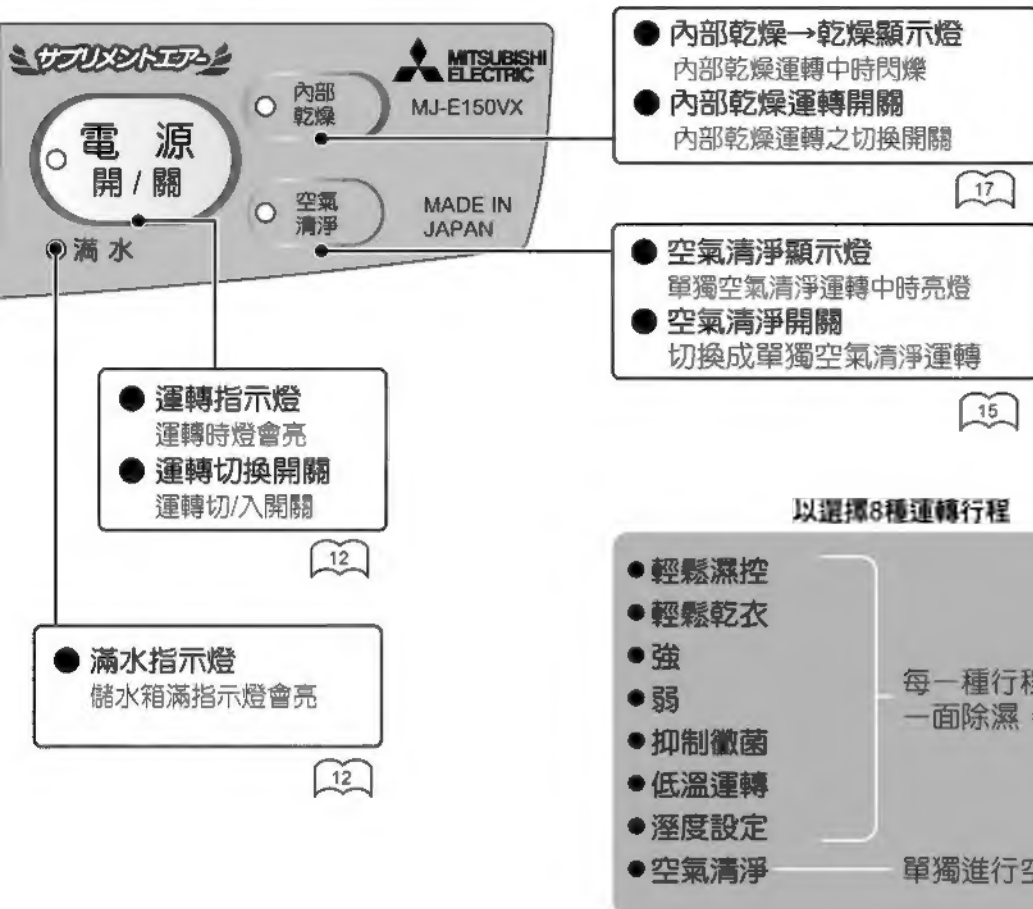 サプリメントエアー
MITSUBISHI
ELECTRIC
MJ-E150VX
電 源
開 / 關
內部
乾燥
空氣
清淨
MADE IN
JAPAN
滿水
● 內部乾燥→乾燥顯示燈
內部乾燥運轉中時閃爍
● 內部乾燥運轉開關
內部乾燥運轉之切換開關
17
● 空氣清淨顯示燈
單獨空氣清淨運轉中時亮燈
● 空氣清淨開關
切換成單獨空氣清淨運轉
15
● 運轉指示燈
運轉時燈會亮
● 運轉切換開關
運轉切/入開關
12
● 滿水指示燈
儲水箱滿指示燈會亮
12
以選擇8種運轉行程
●輕鬆濕控
●輕鬆乾衣
●強
●弱
●抑制黴菌
●低溫運轉
●溼度設定
●空氣清淨
每一種行程
一面除濕
單獨進行空